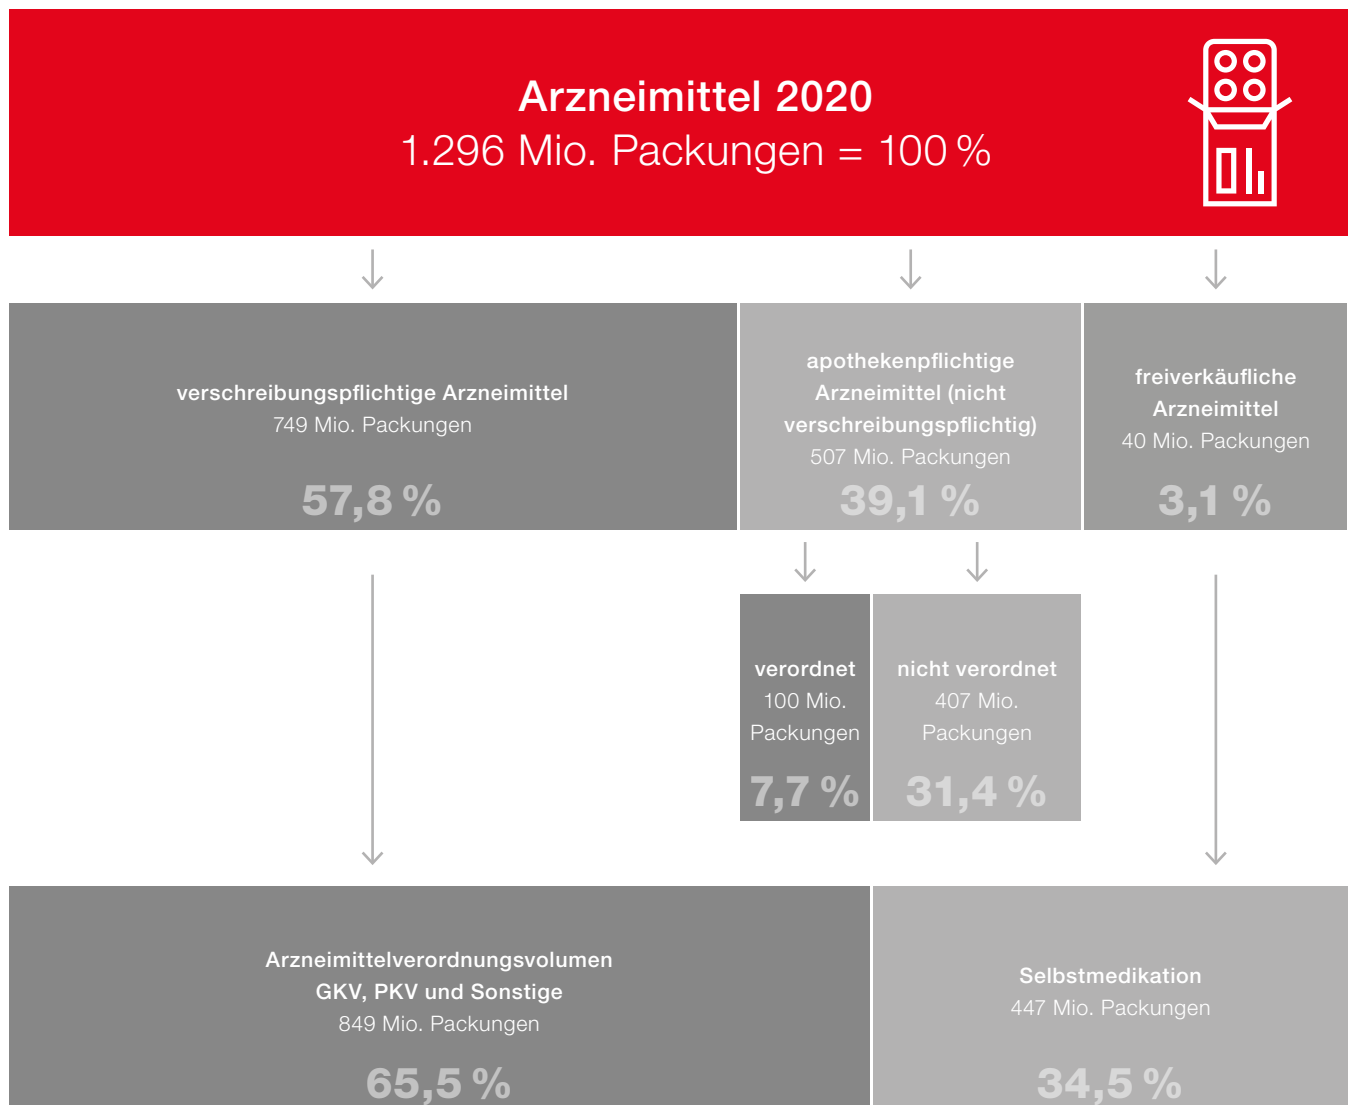 Arzneimittel 2020
1.296 Mio. Packungen = 100 %
verschreibungspflichtige Arzneimittel
749 Mio. Packungen
57,8 %
apothekenpflichtige
Arzneimittel (nicht
verschreibungspflichtig)
507 Mio. Packungen
39,1 %
freiverkäufliche
Arzneimittel
40 Mio. Packungen
3,1 %
verordnet
100 Mio.
Packungen
7,7 %
nicht verordnet
407 Mio.
Packungen
31,4 %
Arzneimittelverordnungsvolumen
GKV, PKV und Sonstige
849 Mio. Packungen
65,5 %
Selbstmedikation
447 Mio. Packungen
34,5 %